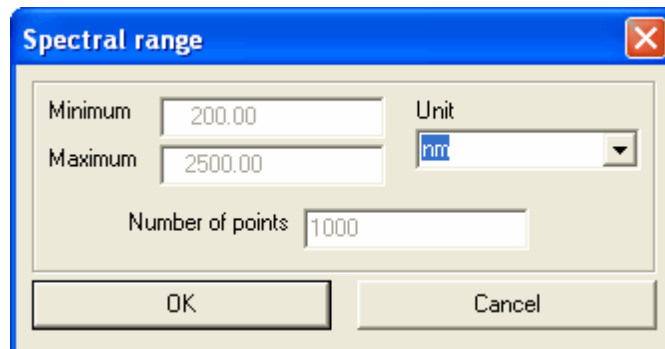 Spectral range
Minimum 200.00
Unit
Maximum 2500.00
nm
Number of points 1000
OK
Cancel